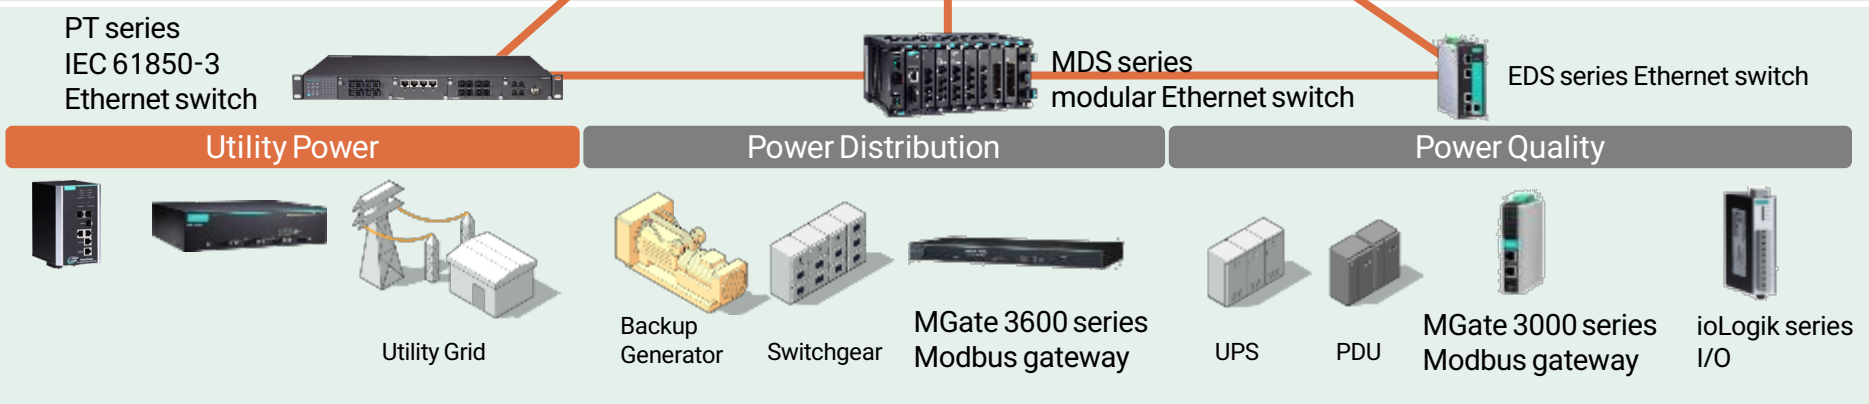 PT series
IEC 61850-3
Ethernet switch
MDS series
modular Ethernet switch
EDS series Ethernet switch
Utility Power
Power Distribution
Power Quality
Utility Grid
Backup
Generator
Switchgear
MGate 3600 series
Modbus gateway
UPS
PDU
MGate 3000 series
Modbus gateway
ioLogik series
I/O